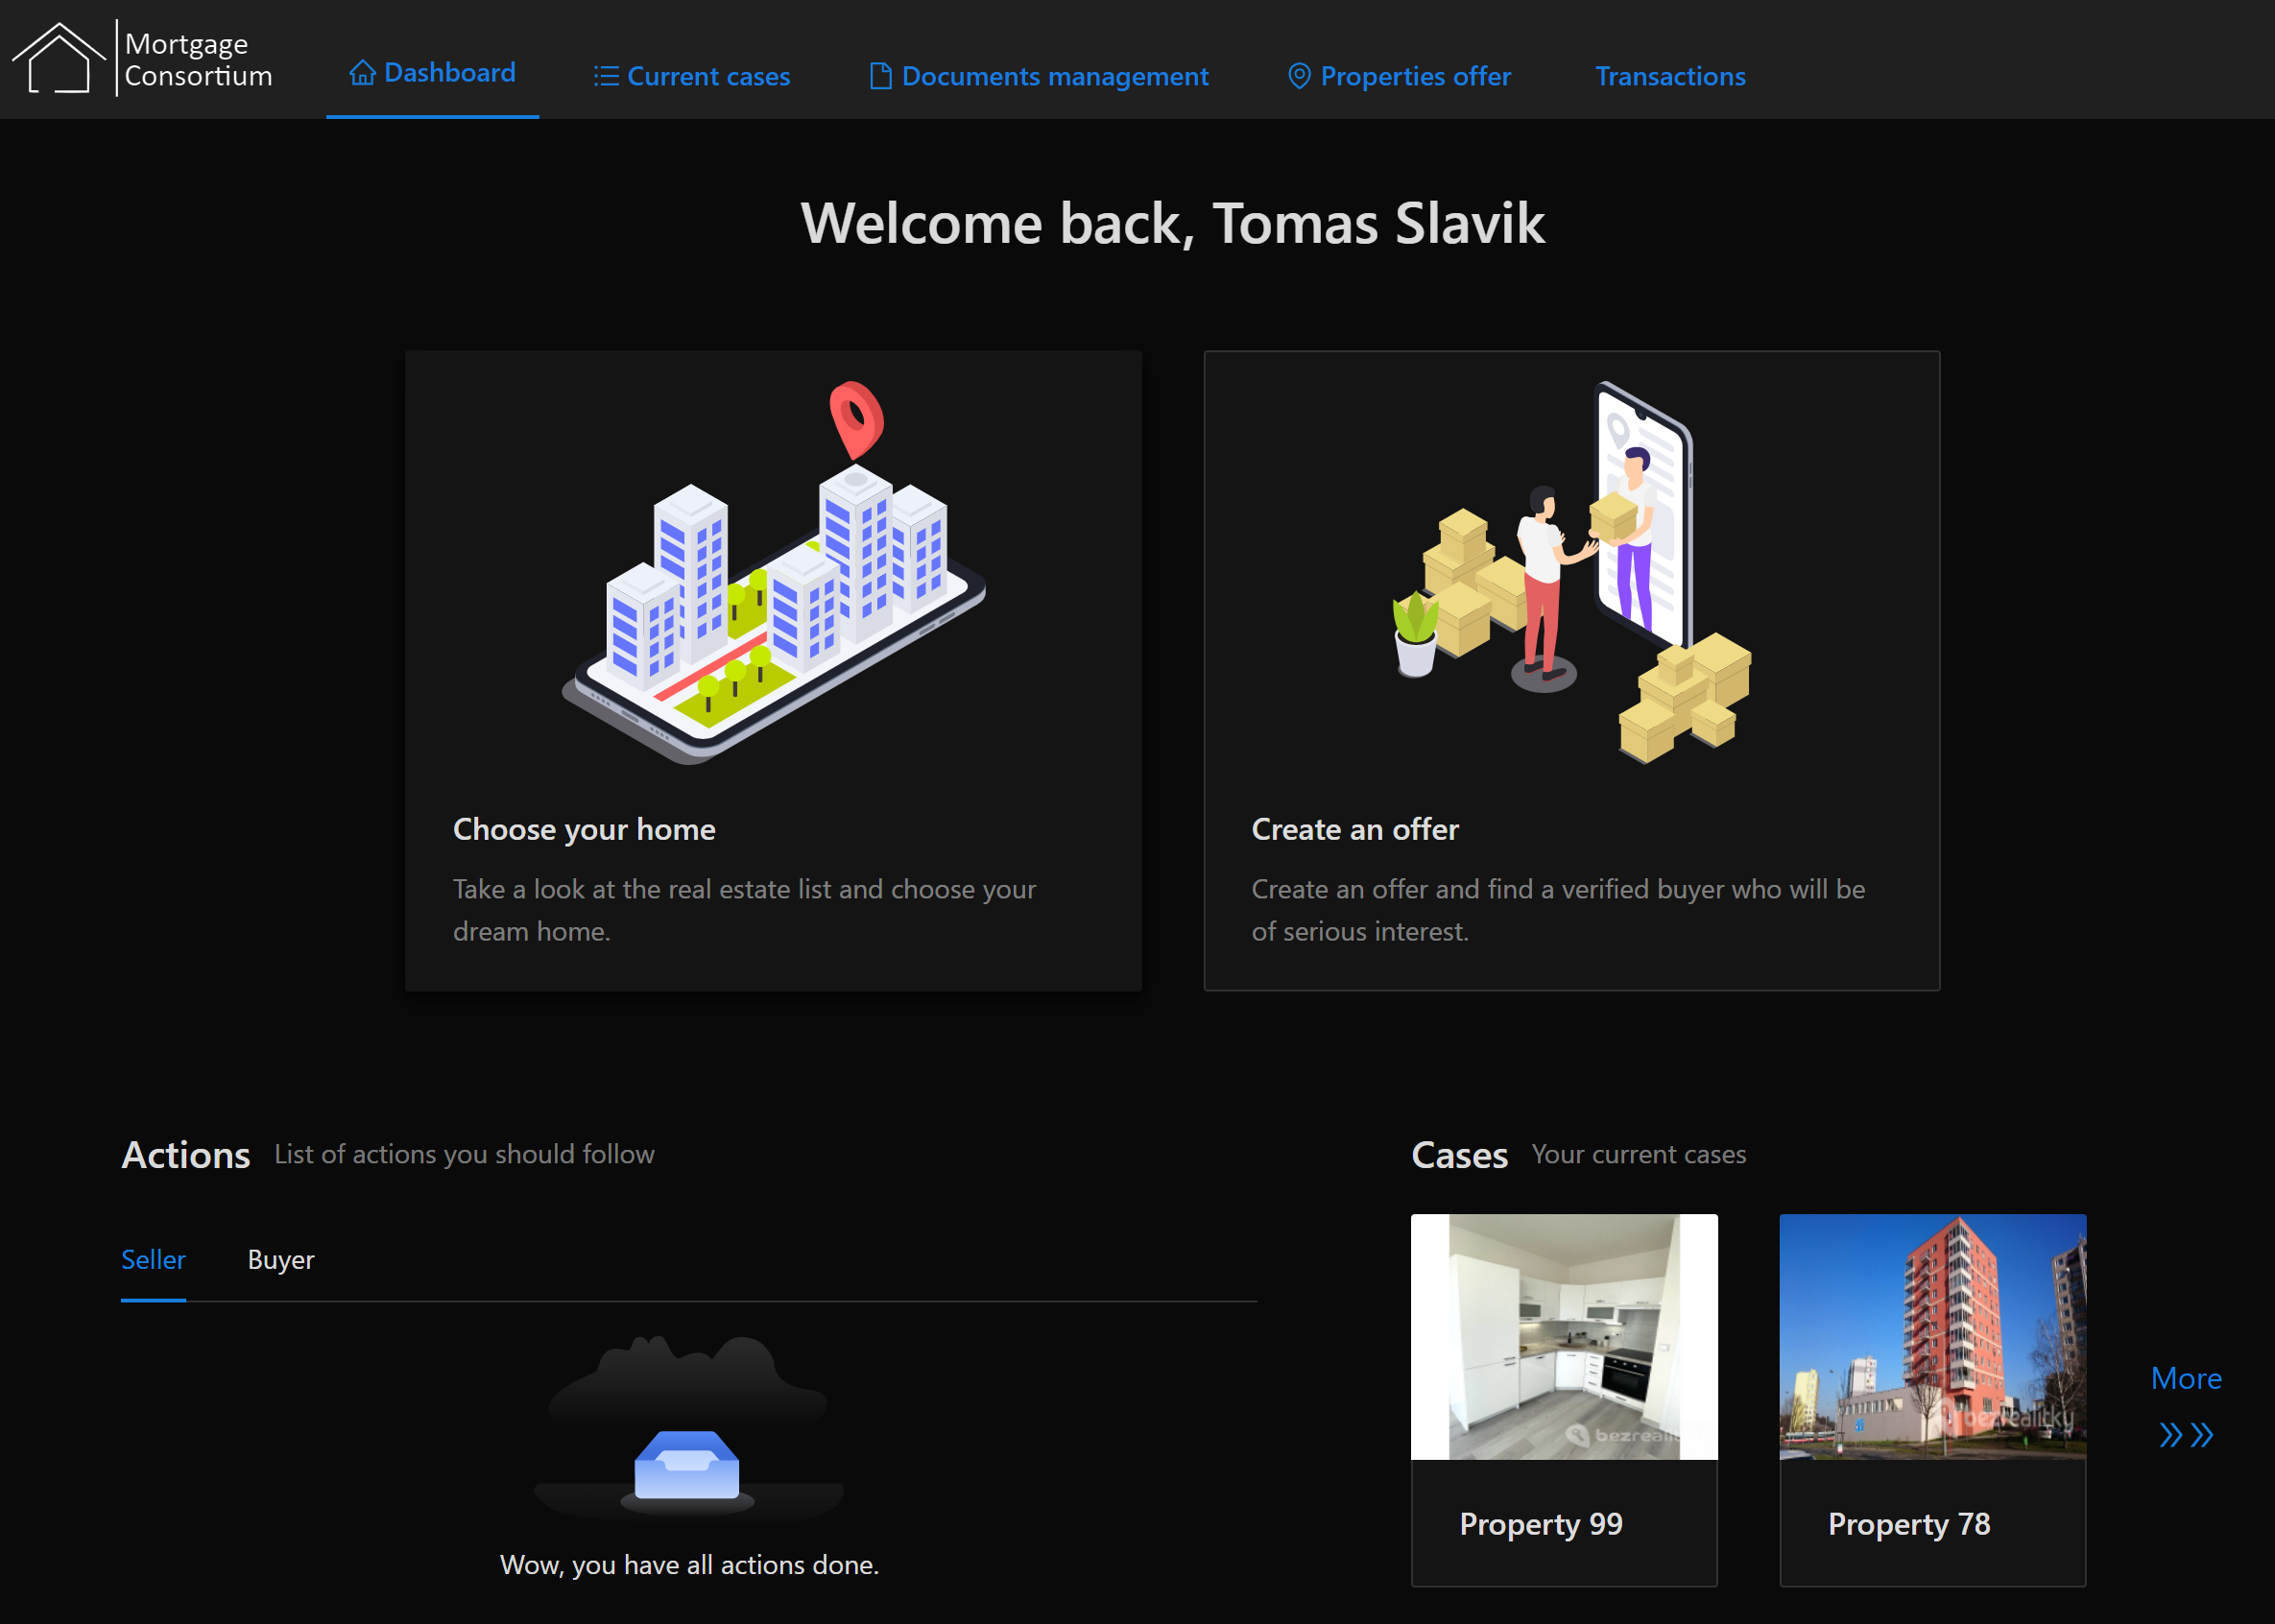 Mortgage
Consortium
Dashboard
Current cases
Documents management
Properties offer
Transactions
Welcome back, Tomas Slavik
Choose your home
Take a look at the real estate list and choose your
dream home.
Create an offer
Create an offer and find a verified buyer who will be
of serious interest.
Actions
List of actions you should follow
Seller
Buyer
Wow, you have all actions done.
Cases
Your current cases
bezrealitky
Property 99
Property 78
More